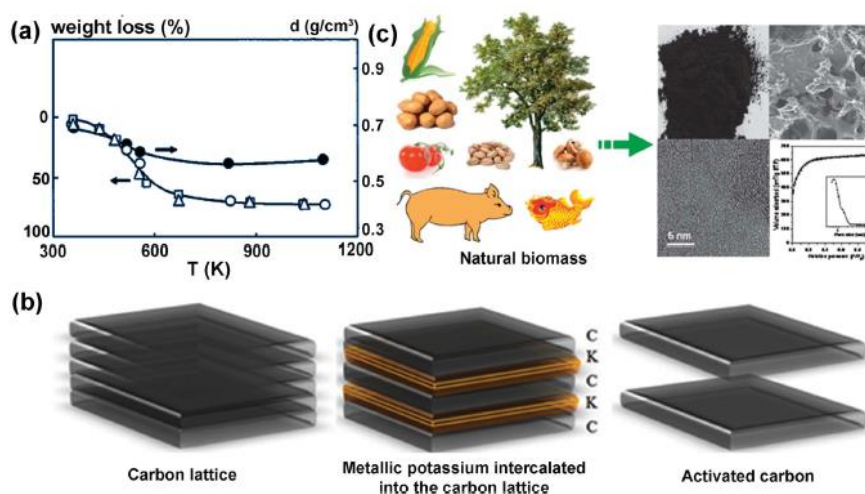 (a)
weight loss (%)
d (g/cm³)
0
50
100
0.9
0.7
0.5
0.3
300
600
900
1200
T (K)
(c)
Natural biomass
5 nm
(b)
C
K
C
K
C
Carbon lattice
Metallic potassium intercalated
into the carbon lattice
Activated carbon